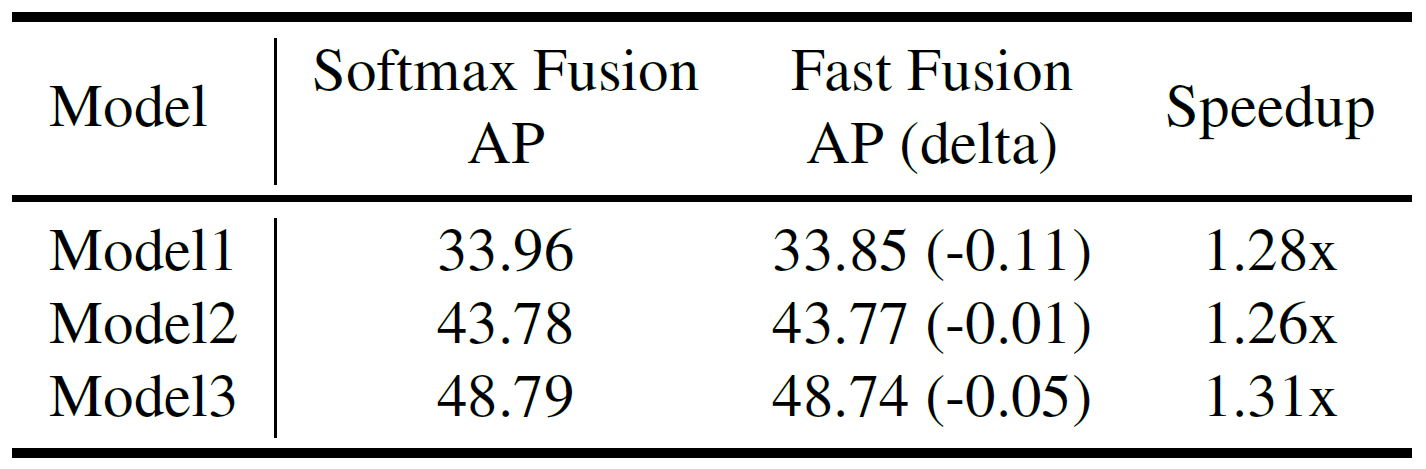 Model Softmax Fusion AP Fast Fusion AP (delta) Speedup
Model1 33.96 33.85 (-0.11) 1.28x
Model2 43.78 43.77 (-0.01) 1.26x
Model3 48.79 48.74 (-0.05) 1.31x